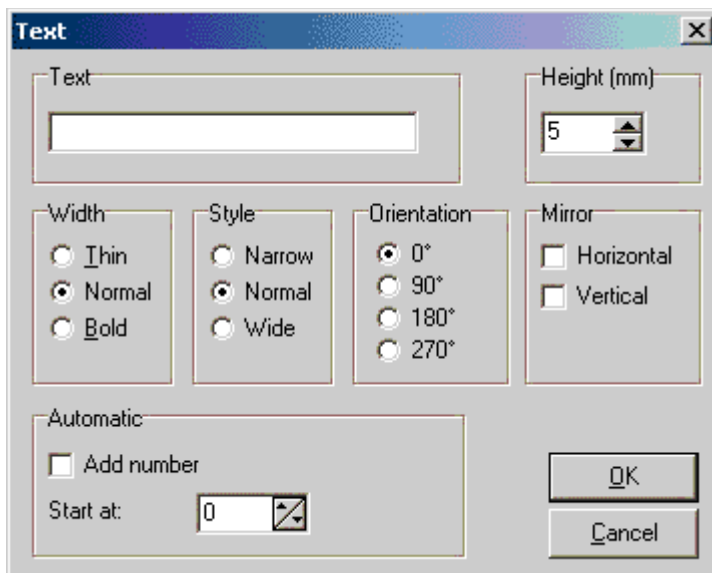 Text
Text
Height (mm)
5
Width
Style
Orientation
Mirror
Thin
Narrow
0°
Horizontal
Normal
Normal
90°
Vertical
Bold
Wide
180°
270°
Automatic
Add number
OK
Start at:
0
Cancel